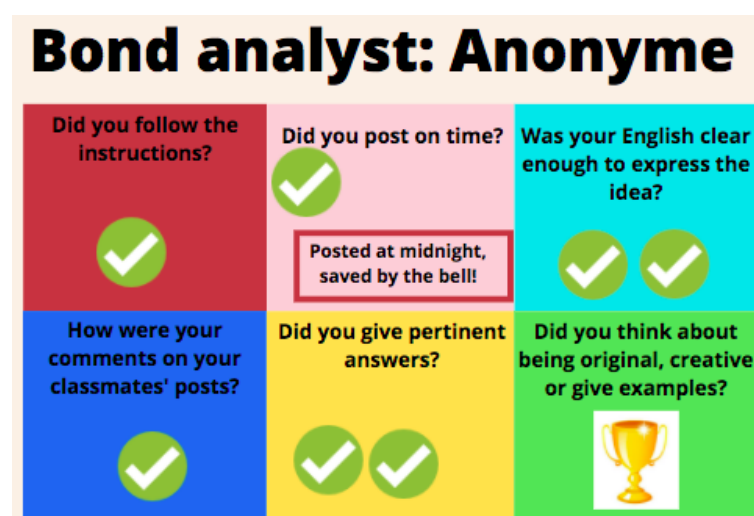 Bond analyst: Anonyme
Did you follow the
instructions?
Did you post on time?
Posted at midnight,
saved by the bell!
Was your English clear
enough to express the
idea?
How were your
comments on your
classmates' posts?
Did you give pertinent
answers?
Did you think about
being original, creative
or give examples?